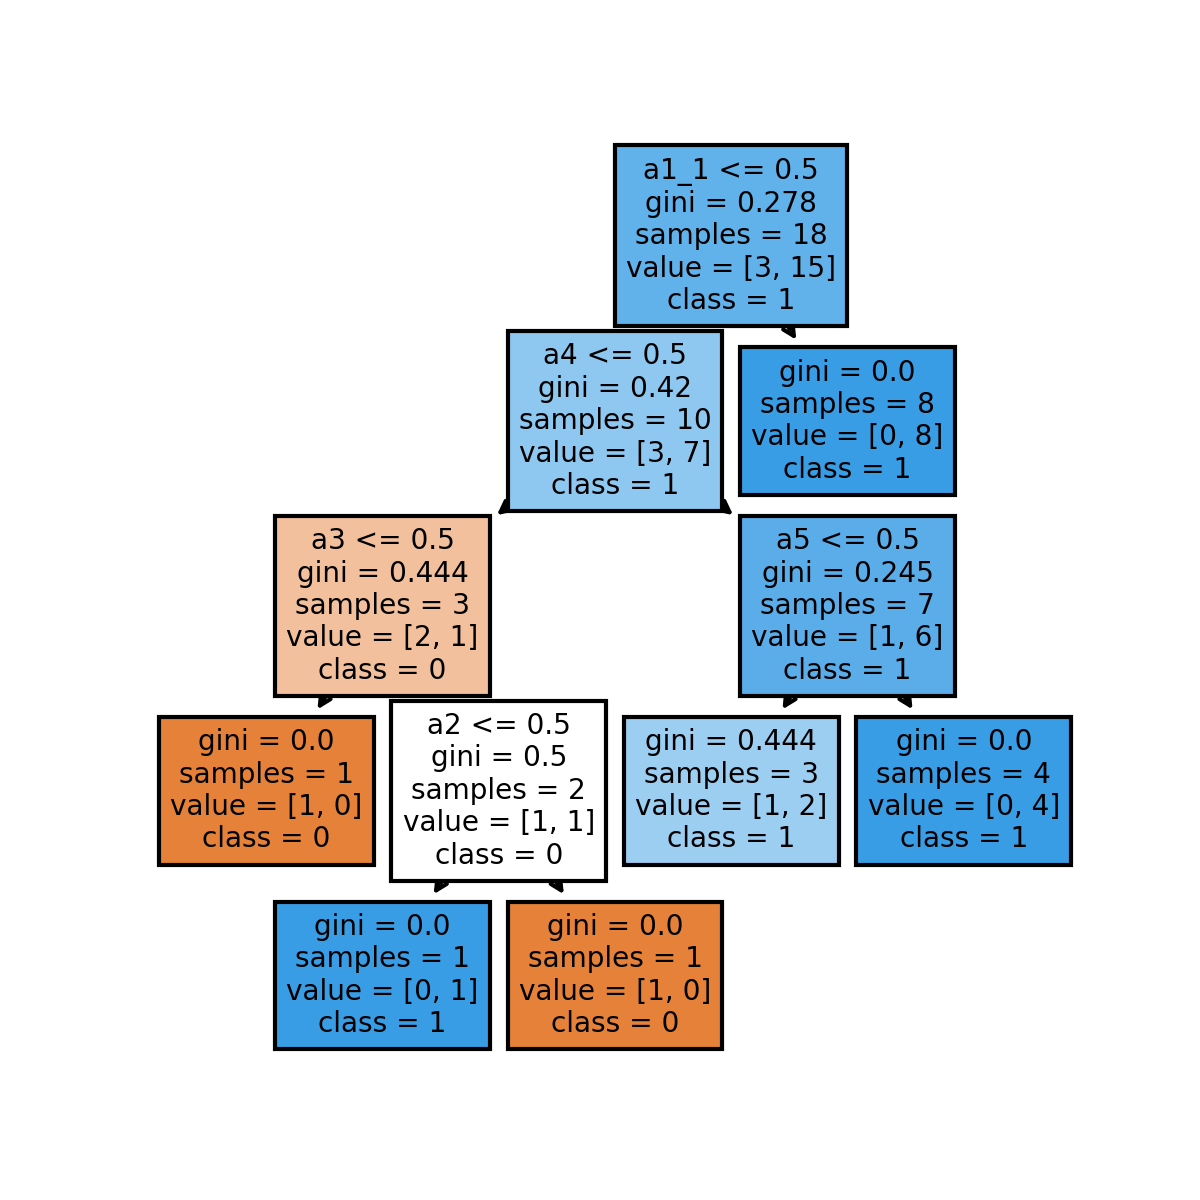 a1_1 <= 0.5
gini = 0.278
samples = 18
value = [3, 15]
class = 1
a4 <= 0.5
gini = 0.42
samples = 10
value = [3, 7]
class = 1
gini = 0.0
samples = 8
value = [0, 8]
class = 1
a3 <= 0.5
gini = 0.444
samples = 3
value = [2, 1]
class = 0
a5 <= 0.5
gini = 0.245
samples = 7
value = [1, 6]
class = 1
gini = 0.0
samples = 1
value = [1, 0]
class = 0
a2 <= 0.5
gini = 0.5
samples = 2
value = [1, 1]
class = 0
gini = 0.444
samples = 3
value = [1, 2]
class = 1
gini = 0.0
samples = 4
value = [0, 4]
class = 1
gini = 0.0
samples = 1
value = [0, 1]
class = 1
gini = 0.0
samples = 1
value = [1, 0]
class = 0